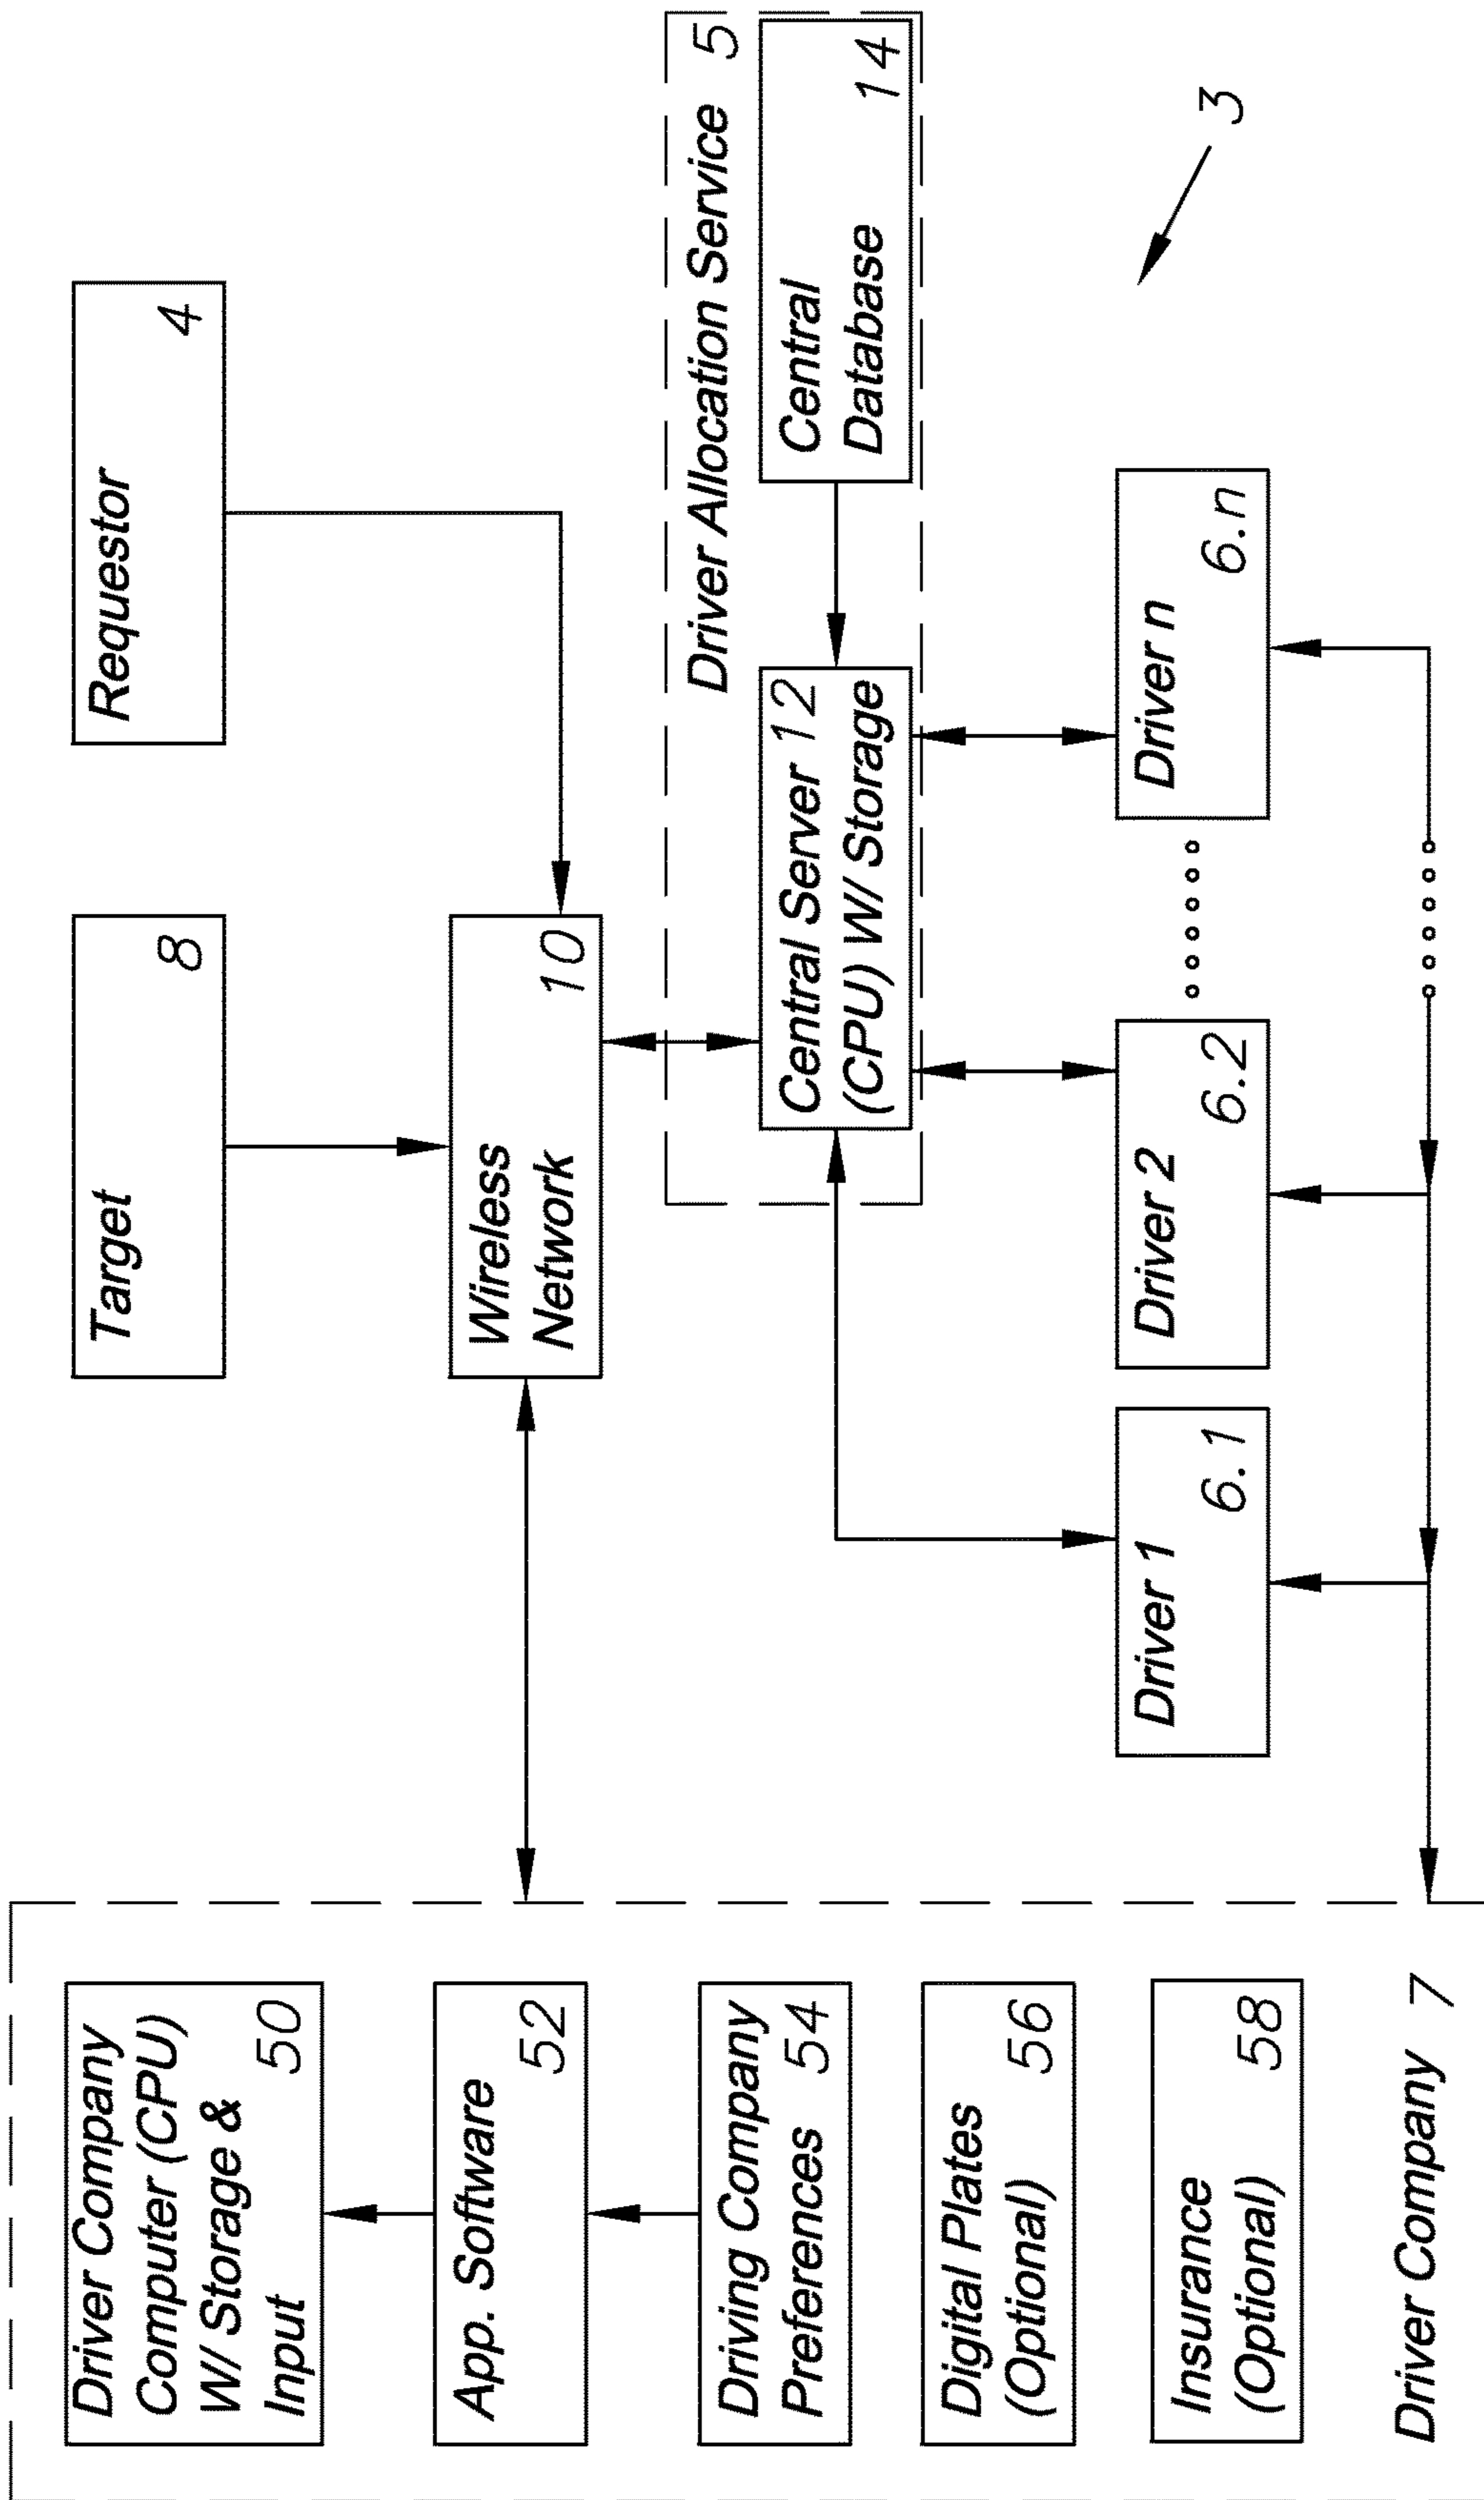 Driver Company
Computer (CPU)
W/ Storage &
Input
50
App. Software
52
Driving Company
Preferences 54
Digital Plates
(Optional) 56
Insurance
(Optional) 58
Driver Company 7
Target
8
Requestor
4
Wireless
Network
10
Driver Allocation Service 5
Central Server 12
(CPU) W/ Storage
Central
Database 14
Driver 1
6.1
Driver 2
6.2
Driver n
6.n
3